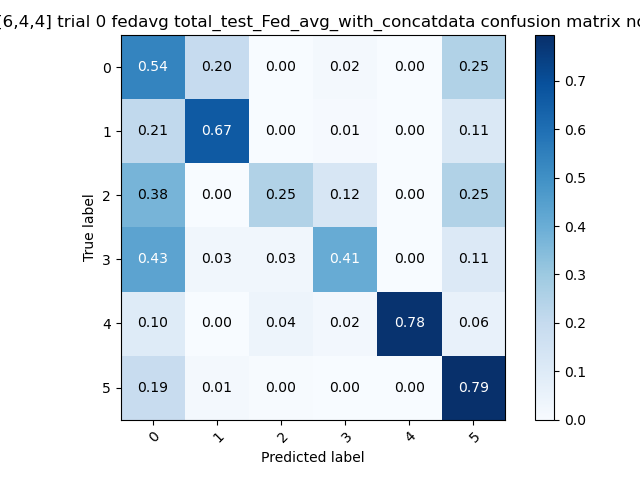 [6,4,4] trial 0 fedavg total_test_Fed_avg_with_concatdata confusion matrix no
0 0.54 0.20 0.00 0.02 0.00 0.25
1 0.21 0.67 0.00 0.01 0.00 0.11
2 0.38 0.00 0.25 0.12 0.00 0.25
3 0.43 0.03 0.03 0.41 0.00 0.11
4 0.10 0.00 0.04 0.02 0.78 0.06
5 0.19 0.01 0.00 0.00 0.00 0.79
0 1 2 3 4 5
True label
Predicted label
0.7
0.6
0.5
0.4
0.3
0.2
0.1
0.0